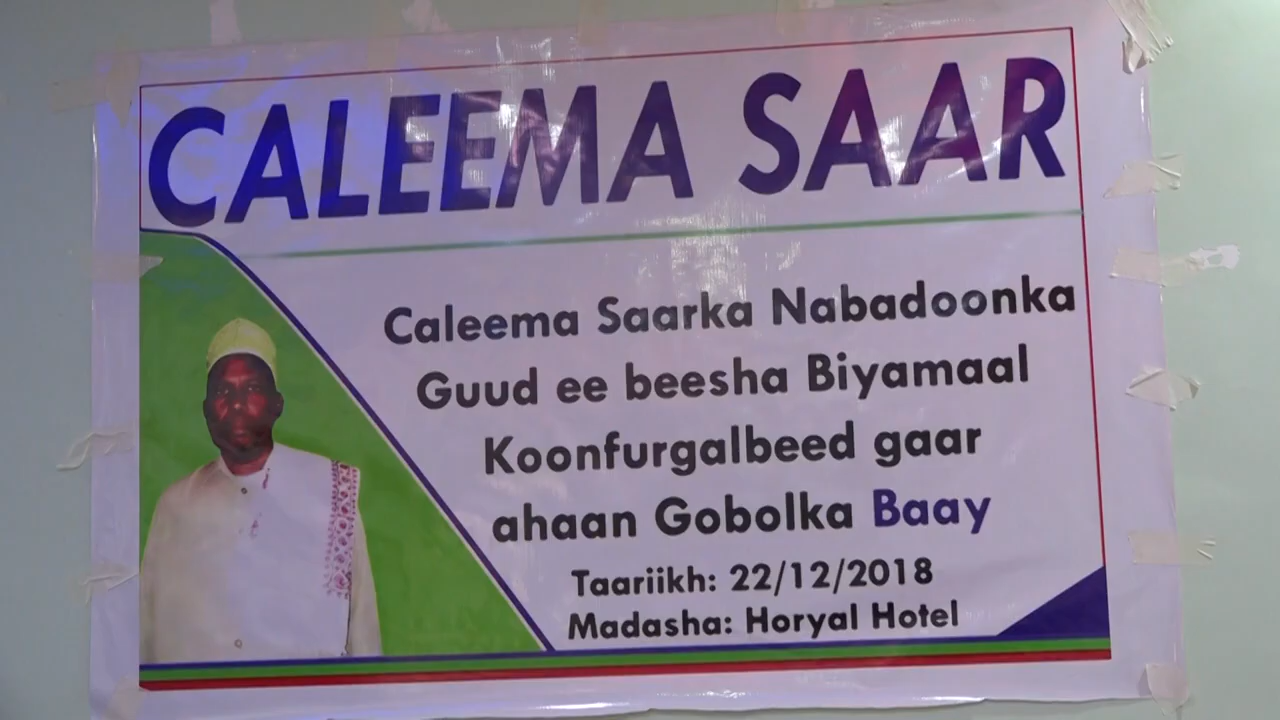 CALEEMA SAAR
Caleema Saarka Nabadoonka
Guud ee beesha Biyamaal
Koonfurgalbeed gaar
ahaan Gobolka Baay
Taariikh: 22/12/2018
Madasha: Horyal Hotel